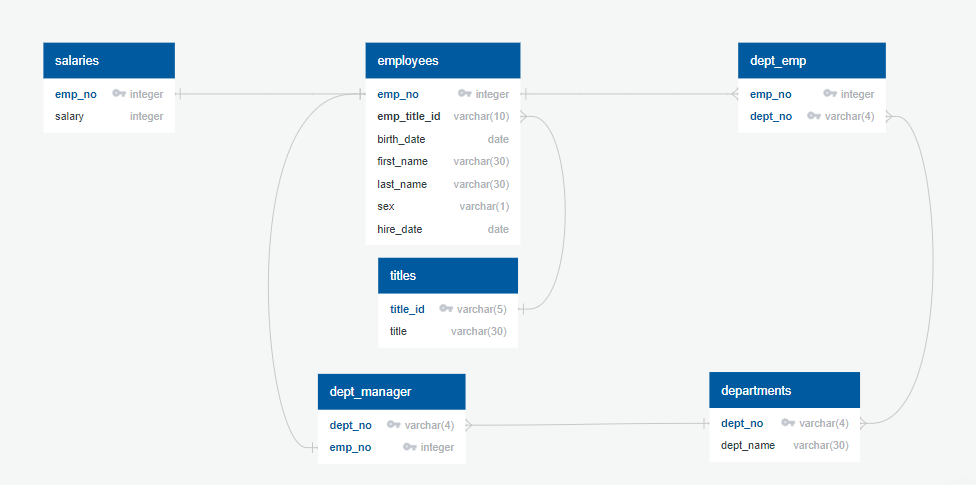 salaries
emp_no integer
salary integer
employees
emp_no integer
emp_title_id varchar(10)
birth_date date
first_name varchar(30)
last_name varchar(30)
sex varchar(1)
hire_date date
dept_emp
emp_no integer
dept_no varchar(4)
titles
title_id varchar(5)
title varchar(30)
dept_manager
dept_no varchar(4)
emp_no integer
departments
dept_no varchar(4)
dept_name varchar(30)